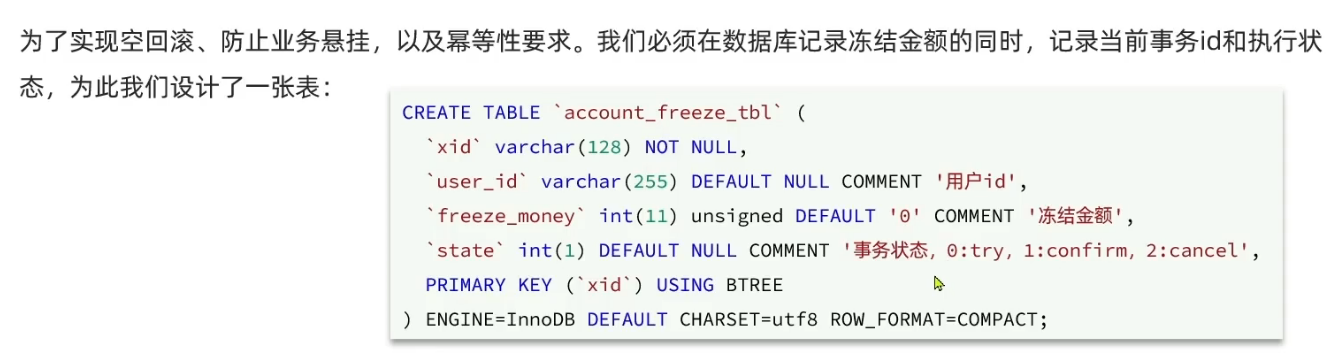 为了实现空回滚、防止业务悬挂，以及幂等性要求。我们必须在数据库记录冻结金额的同时，记录当前事务id和执行状
态，为此我们设计了一张表：
CREATE TABLE `account_freeze_tbl` (
  `xid` varchar(128) NOT NULL,
  `user_id` varchar(255) DEFAULT NULL COMMENT '用户id',
  `freeze_money` int(11) unsigned DEFAULT '0' COMMENT '冻结金额',
  `state` int(1) DEFAULT NULL COMMENT '事务状态，0:try，1:confirm，2:cancel',
  PRIMARY KEY (`xid`) USING BTREE
) ENGINE=InnoDB DEFAULT CHARSET=utf8 ROW_FORMAT=COMPACT;